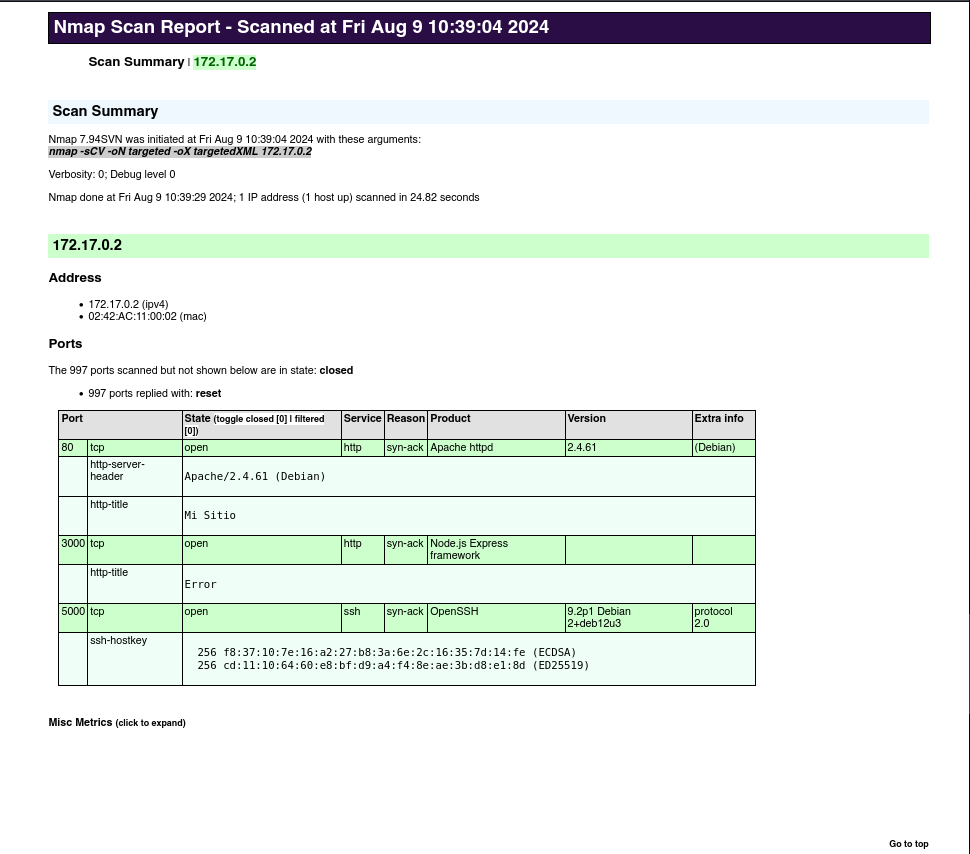 Nmap Scan Report - Scanned at Fri Aug 9 10:39:04 2024
Scan Summary | 172.17.0.2
Scan Summary
Nmap 7.94SVN was initiated at Fri Aug 9 10:39:04 2024 with these arguments:
nmap -sCV -oN targeted -oX targetedXML 172.17.0.2
Verbosity: 0; Debug level 0
Nmap done at Fri Aug 9 10:39:29 2024; 1 IP address (1 host up) scanned in 24.82 seconds
172.17.0.2
Address
• 172.17.0.2 (ipv4)
• 02:42:AC:11:00:02 (mac)
Ports
The 997 ports scanned but not shown below are in state: closed
• 997 ports replied with: reset
Port State (toggle closed [0] | filtered [0]) Service Reason Product Version Extra info
80 tcp open http syn-ack Apache httpd 2.4.61 (Debian)
http-server-header Apache/2.4.61 (Debian)
http-title Mi Sitio
3000 tcp open http syn-ack Node.js Express framework
http-title Error
5000 tcp open ssh syn-ack OpenSSH 9.2p1 Debian 2+deb12u3 protocol 2.0
ssh-hostkey
256 f8:37:10:7e:16:a2:27:b8:3a:6e:2c:16:35:7d:14:fe (ECDSA)
256 cd:11:10:64:60:e8:bf:d9:a4:f4:8e:ae:3b:d8:e1:8d (ED25519)
Misc Metrics (click to expand)
Go to top